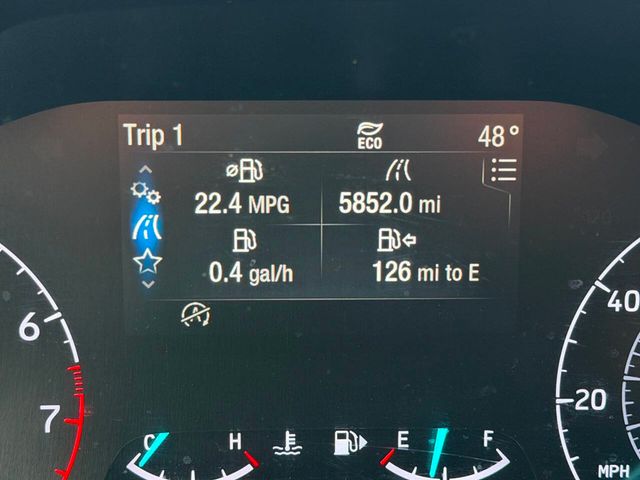 Trip 1 ECO 48°
22.4 MPG 5852.0 mi
0.4 gal/h 126 mi to E
A
6
7
40
20
C H E F
MPH